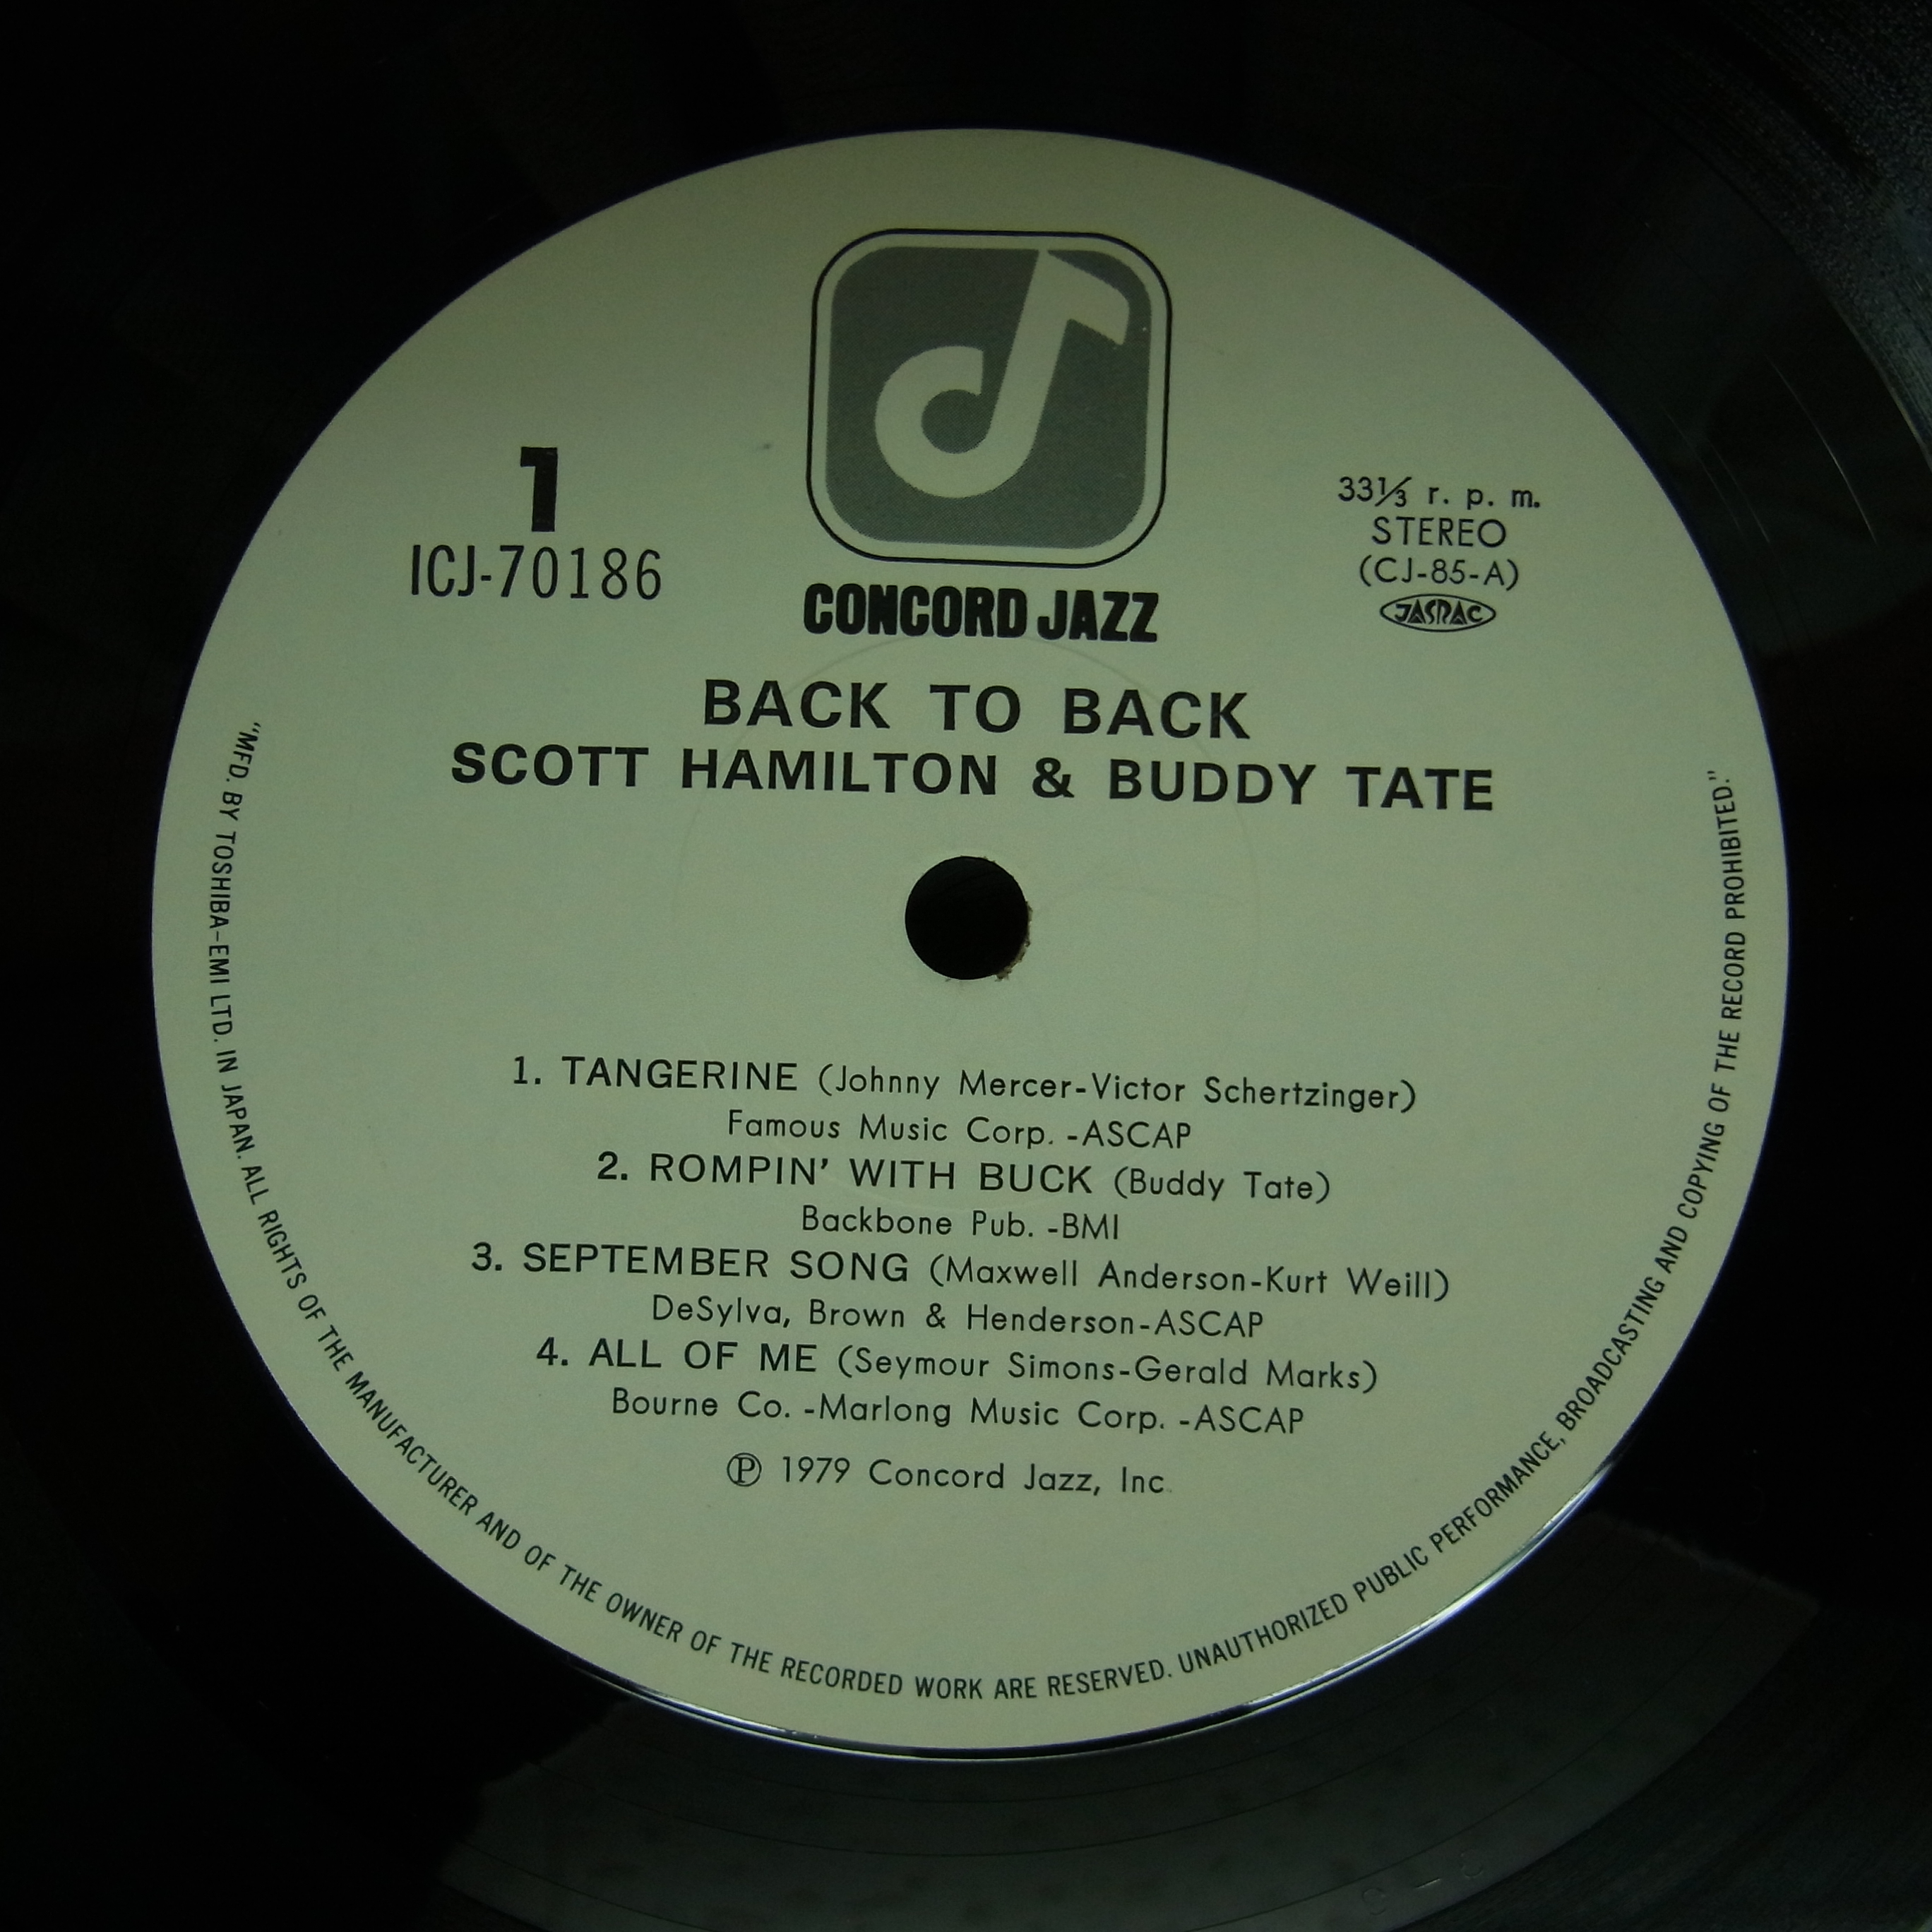 1
ICJ-70186
33⅓ r. p. m.
STEREO
(CJ-85-A)
JASRAC
CONCORD JAZZ
BACK TO BACK
SCOTT HAMILTON & BUDDY TATE
1. TANGERINE (Johnny Mercer-Victor Schertzinger)
Famous Music Corp. -ASCAP
2. ROMPIN' WITH BUCK (Buddy Tate)
Backbone Pub. -BMI
3. SEPTEMBER SONG (Maxwell Anderson-Kurt Weill)
DeSylva, Brown & Henderson-ASCAP
4. ALL OF ME (Seymour Simons-Gerald Marks)
Bourne Co. -Marlong Music Corp. -ASCAP
℗ 1979 Concord Jazz, Inc.
"MFD. BY TOSHIBA-EMI LTD. IN JAPAN. ALL RIGHTS OF THE MANUFACTURER AND OF THE OWNER OF THE RECORDED WORK ARE RESERVED. UNAUTHORIZED PUBLIC PERFORMANCE, BROADCASTING AND COPYING OF THE RECORD PROHIBITED."